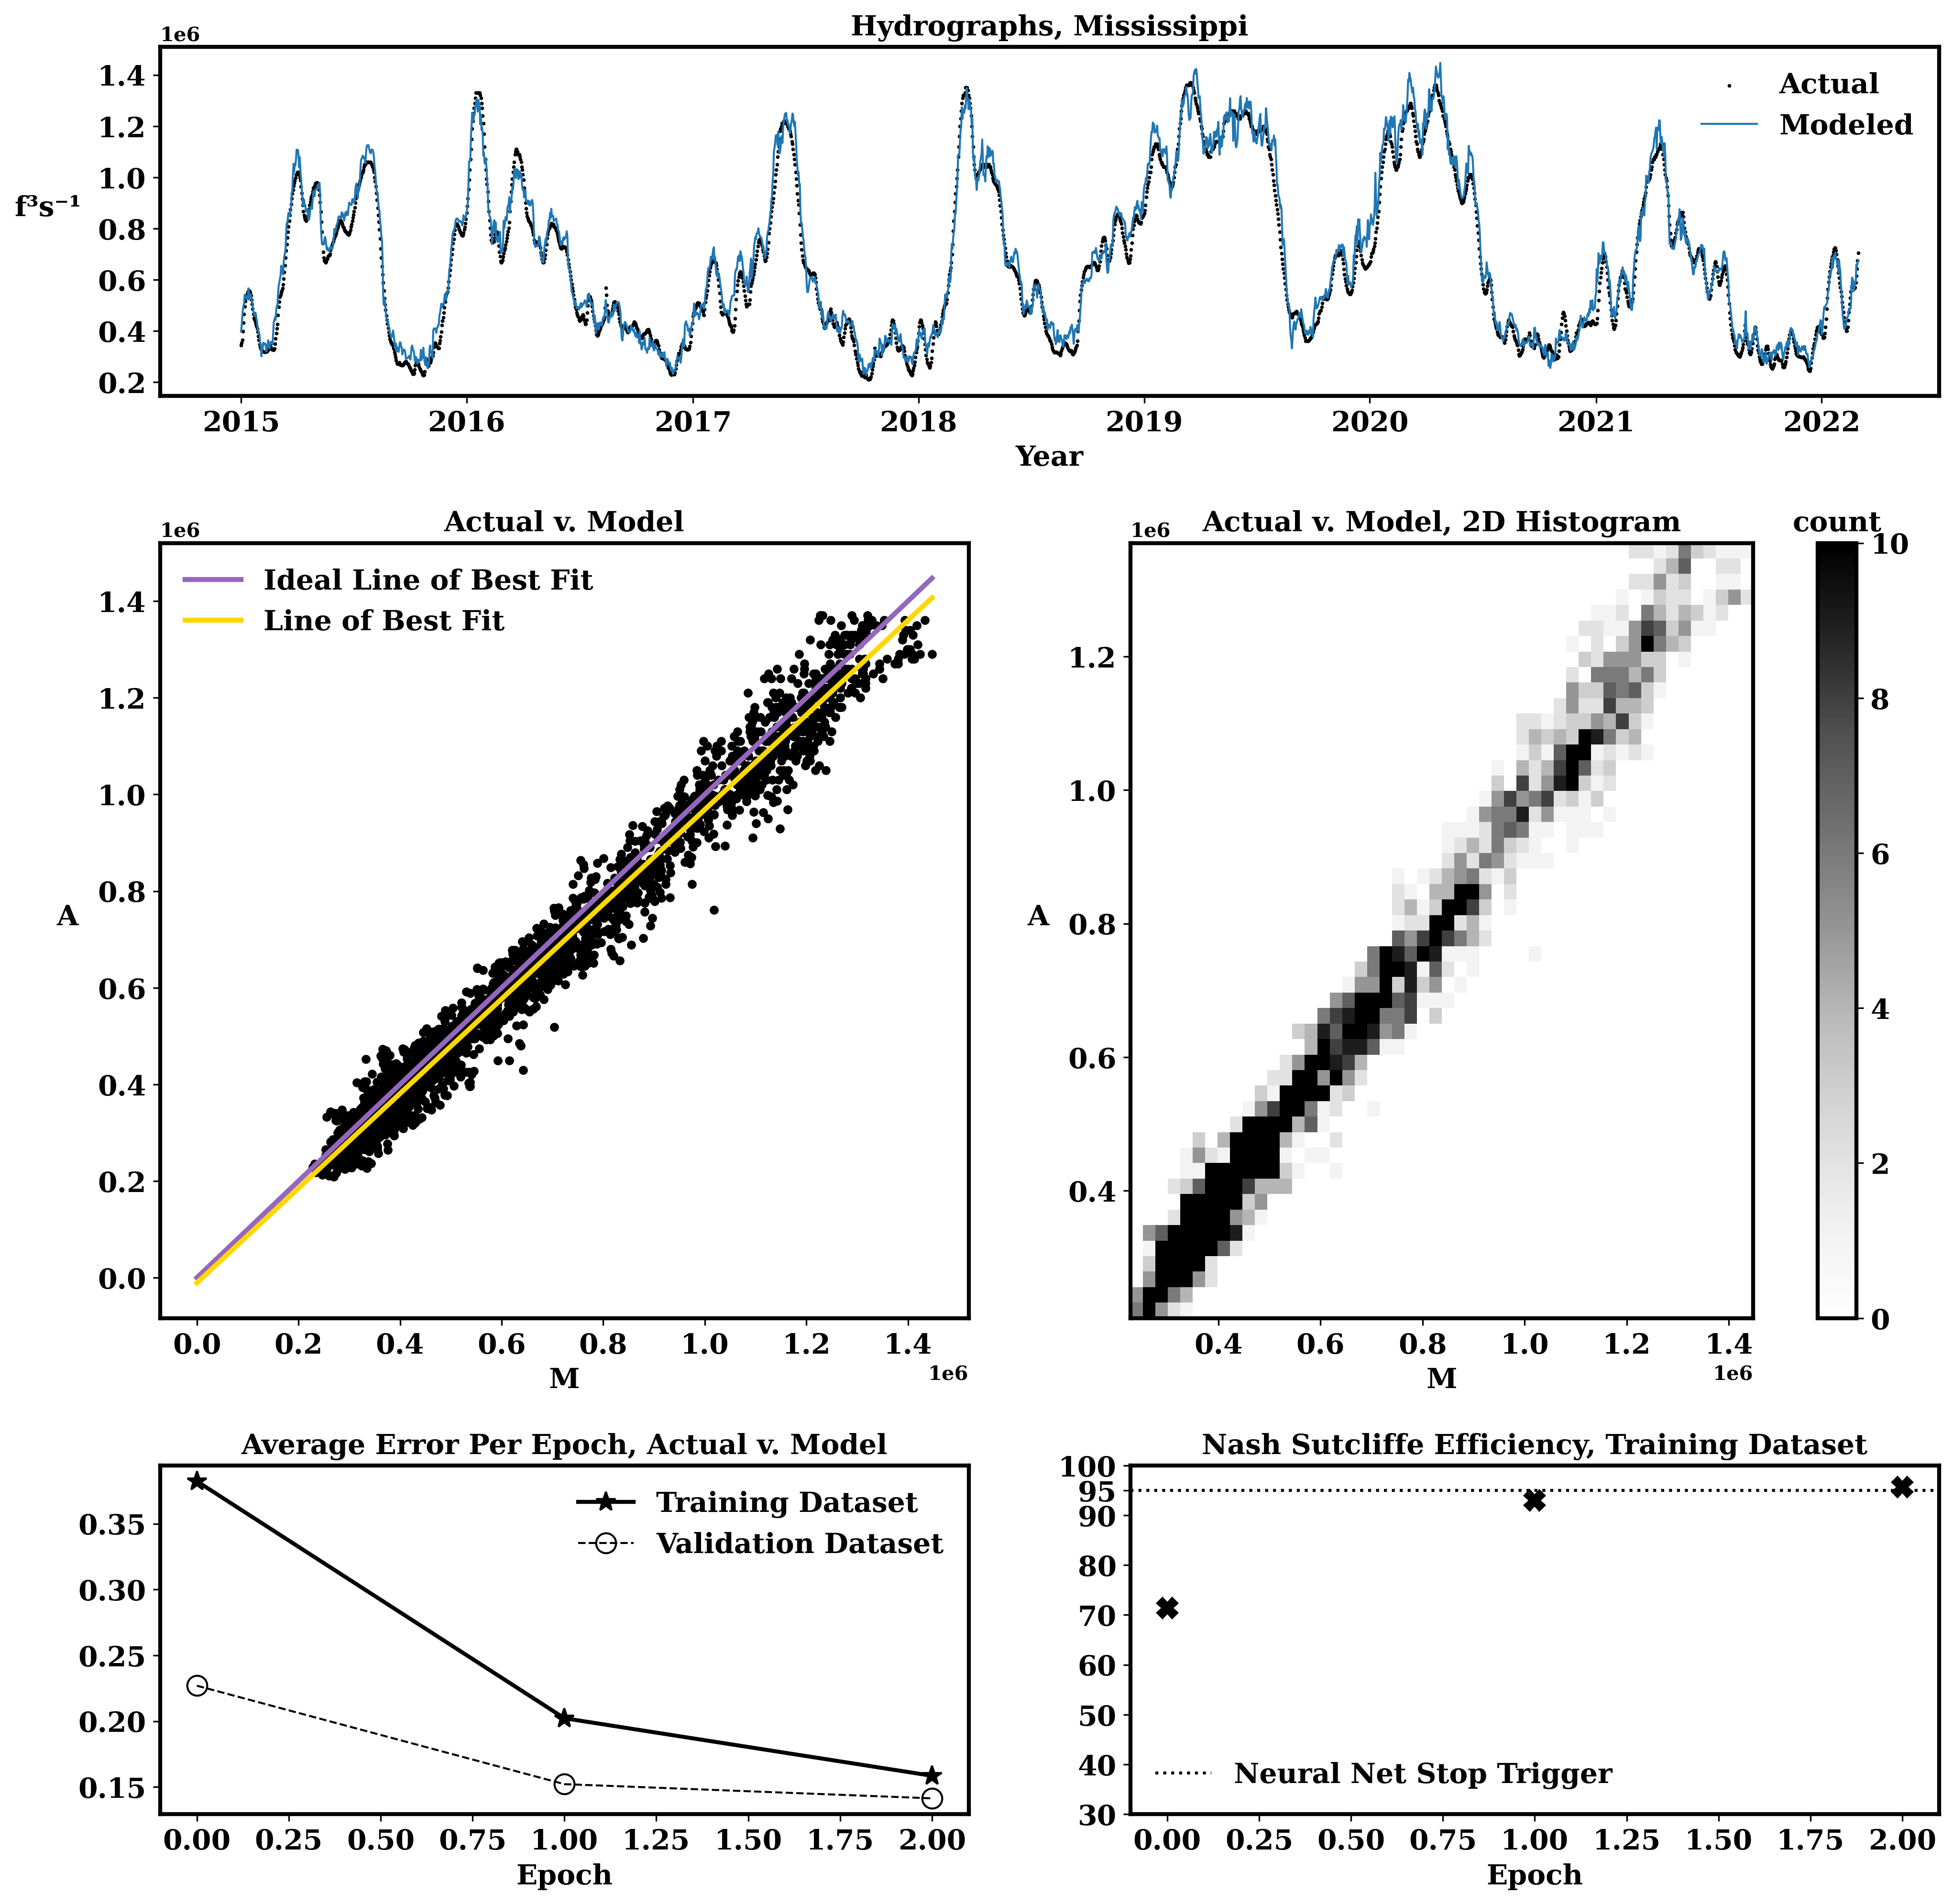 Hydrographs, Mississippi
1e6
1.4
1.2
1.0
0.8
0.6
0.4
0.2
f³s⁻¹
Actual
Modeled
2015 2016 2017 2018 2019 2020 2021 2022
Year
Actual v. Model
1e6
Ideal Line of Best Fit
Line of Best Fit
1.4
1.2
1.0
0.8
0.6
0.4
0.2
0.0
A
0.0 0.2 0.4 0.6 0.8 1.0 1.2 1.4
1e6
M
Actual v. Model, 2D Histogram
1e6
1.2
1.0
0.8
0.6
0.4
A
0.4 0.6 0.8 1.0 1.2 1.4
1e6
M
count
10
8
6
4
2
0
Average Error Per Epoch, Actual v. Model
Training Dataset
Validation Dataset
0.35
0.30
0.25
0.20
0.15
0.00 0.25 0.50 0.75 1.00 1.25 1.50 1.75 2.00
Epoch
Nash Sutcliffe Efficiency, Training Dataset
100
95
90
80
70
60
50
40
30
Neural Net Stop Trigger
0.00 0.25 0.50 0.75 1.00 1.25 1.50 1.75 2.00
Epoch